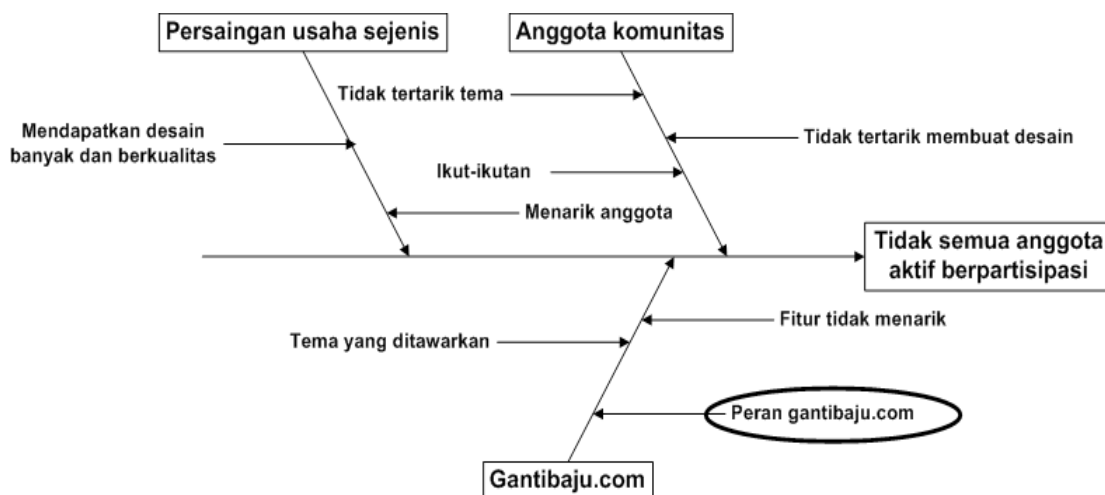 Persaingan usaha sejenis
Anggota komunitas
Tidak tertarik tema
Mendapatkan desain
banyak dan berkualitas
Tidak tertarik membuat desain
Ikut-ikutan
Menarik anggota
Tidak semua anggota
aktif berpartisipasi
Fitur tidak menarik
Tema yang ditawarkan
Peran gantibaju.com
Gantibaju.com